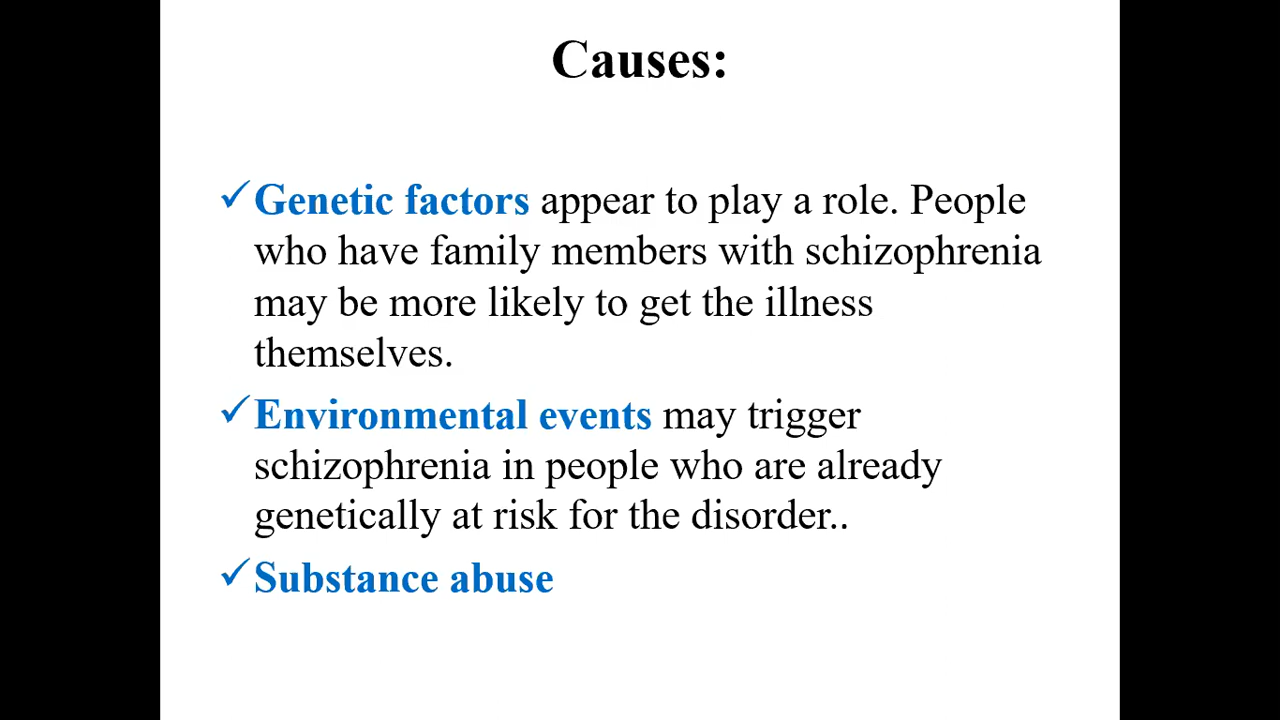 Causes:
✓Genetic factors appear to play a role. People
who have family members with schizophrenia
may be more likely to get the illness
themselves.
✓Environmental events may trigger
schizophrenia in people who are already
genetically at risk for the disorder..
✓Substance abuse